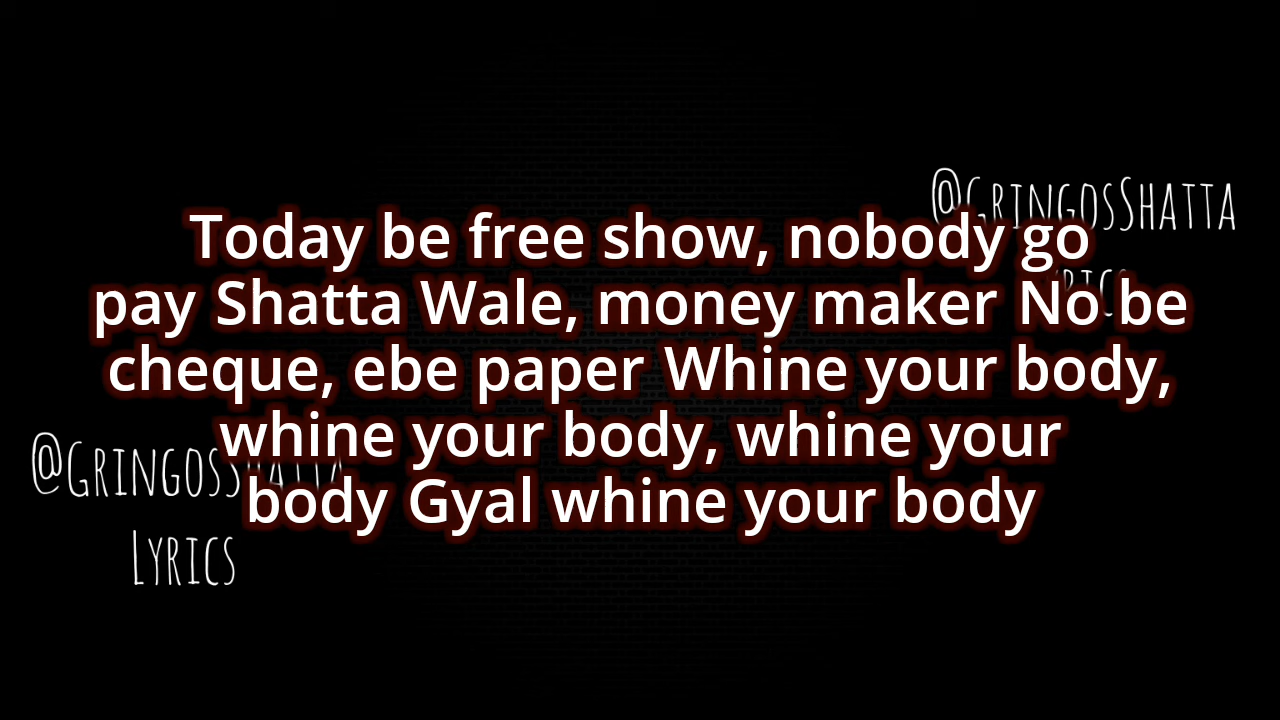 @GringosShatta
Today be free show, nobody go
pay Shatta Wale, money maker No be
cheque, ebe paper Whine your body,
whine your body, whine your
body Gyal whine your body
@GringosShatta
Lyrics